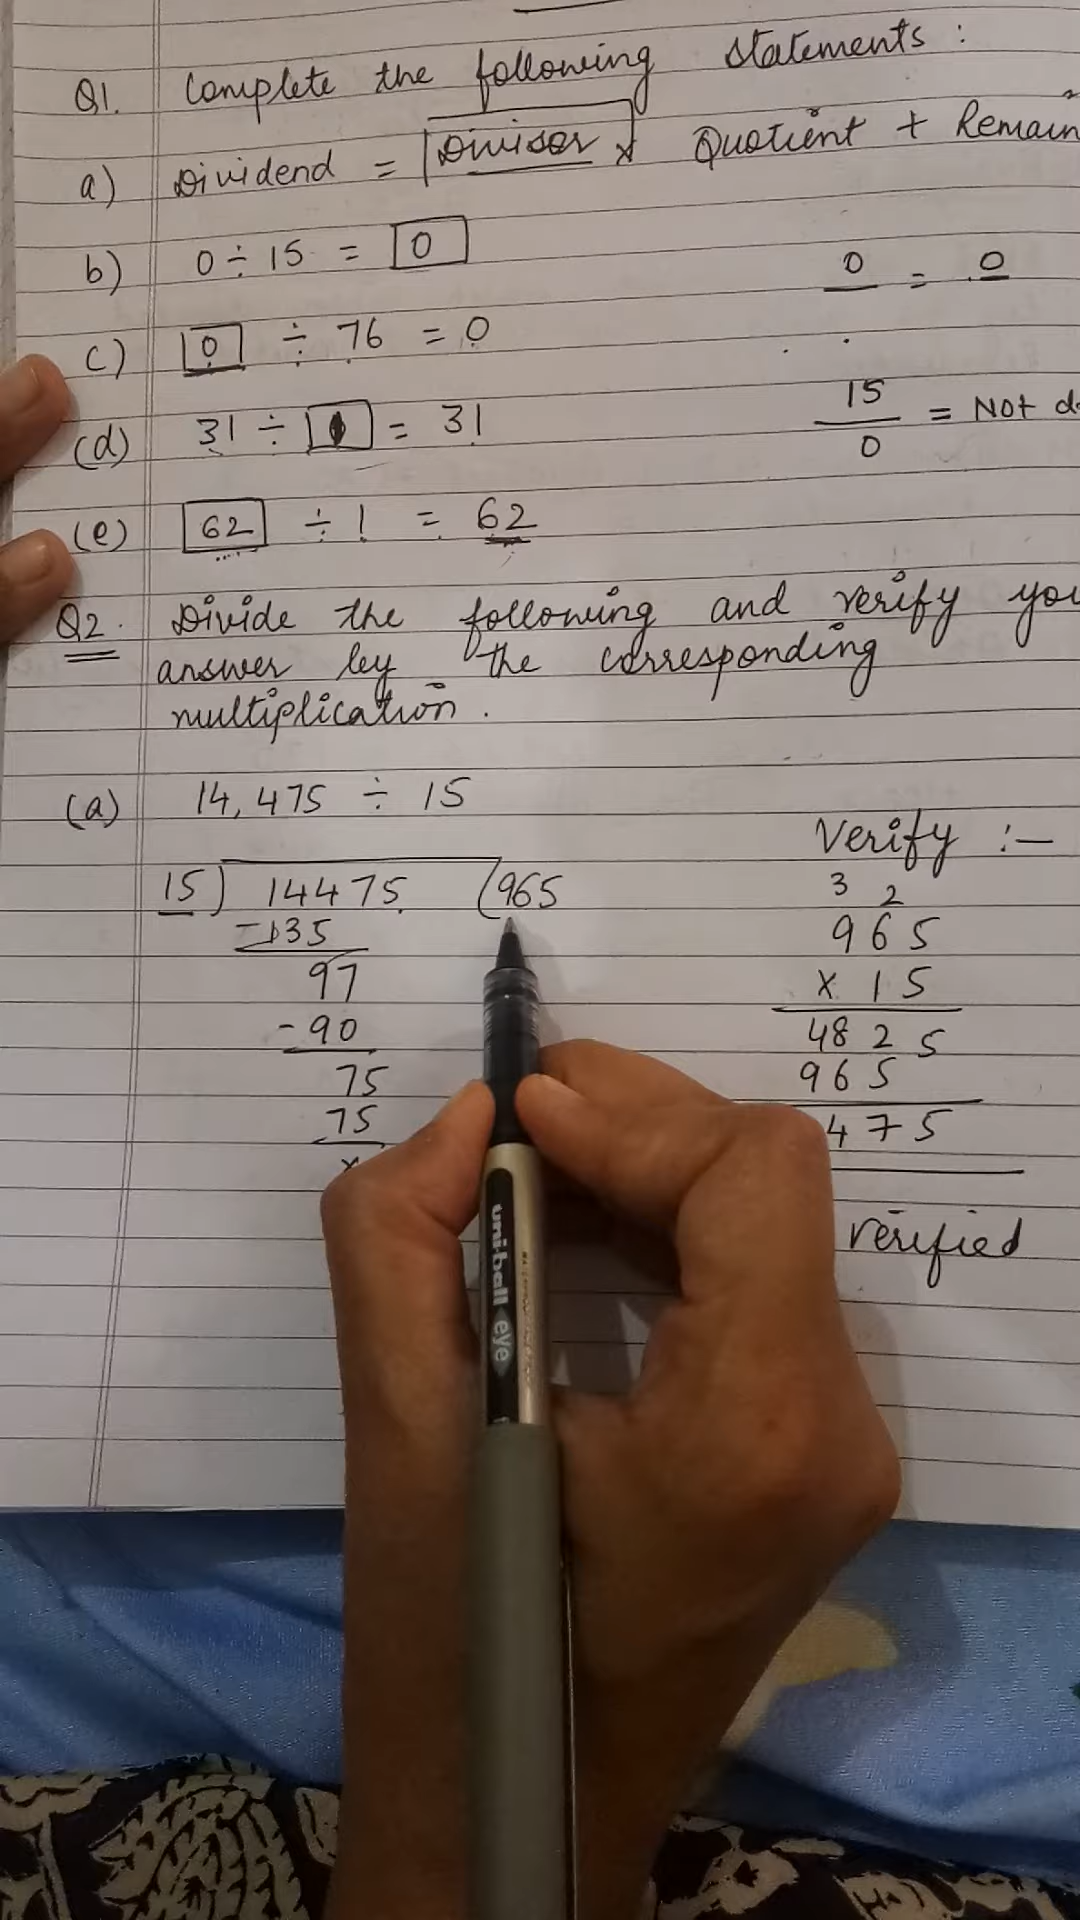 Q1. Complete the following statements :
a) Dividend = Divisor x Quotient + Remain
b) 0 ÷ 15 = 0
0 = 0
c) 0 ÷ 76 = 0
(d) 31 ÷ = 31
15
0 = Not d
(e) 62 ÷ 1 = 62
Q2. Divide the following and verify you
answer by the corresponding
multiplication.
(a) 14,475 ÷ 15
15) 14475 (965
-135
97
-90
75
75
x
Verify :-
3 2
965
x 15
4825
965
475
verified
uni-ball eye